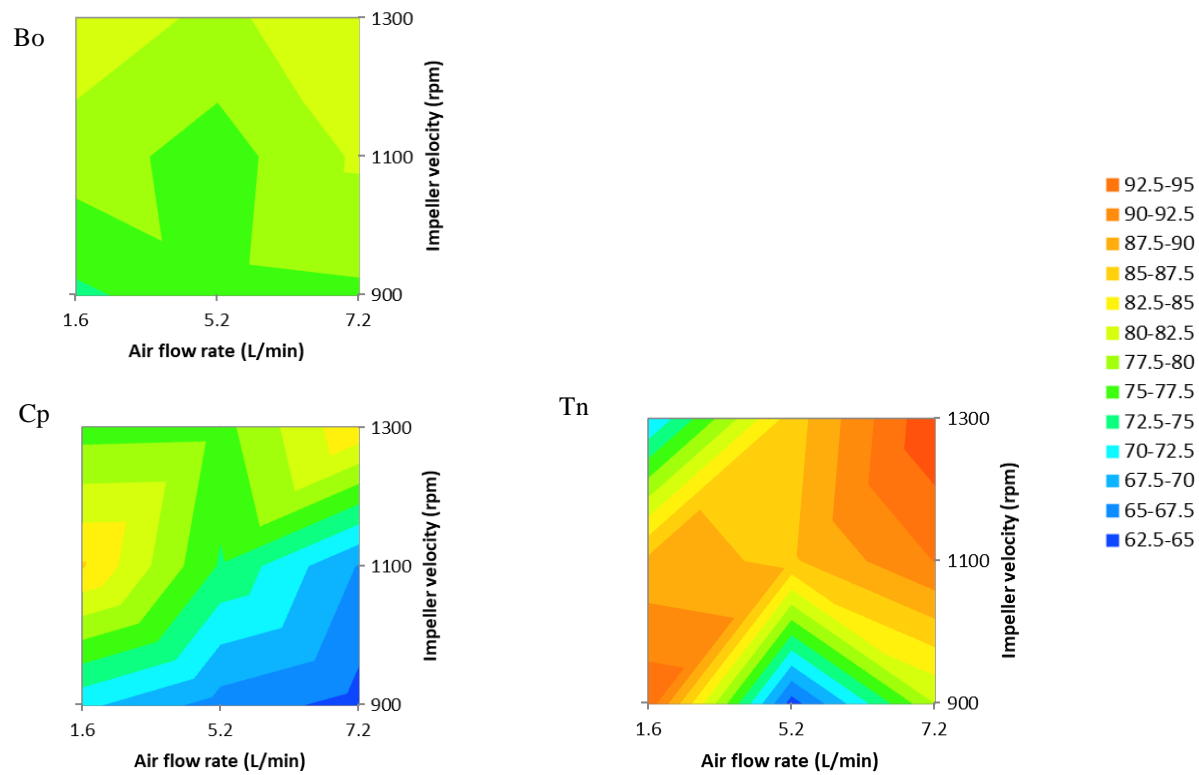 Bo
1300
1100
900
Impeller velocity (rpm)
1.6 5.2 7.2
Air flow rate (L/min)
92.5-95
90-92.5
87.5-90
85-87.5
82.5-85
80-82.5
77.5-80
75-77.5
72.5-75
70-72.5
67.5-70
65-67.5
62.5-65
Cp
1300
1100
900
Impeller velocity (rpm)
1.6 5.2 7.2
Air flow rate (L/min)
Tn
1300
1100
900
Impeller velocity (rpm)
1.6 5.2 7.2
Air flow rate (L/min)